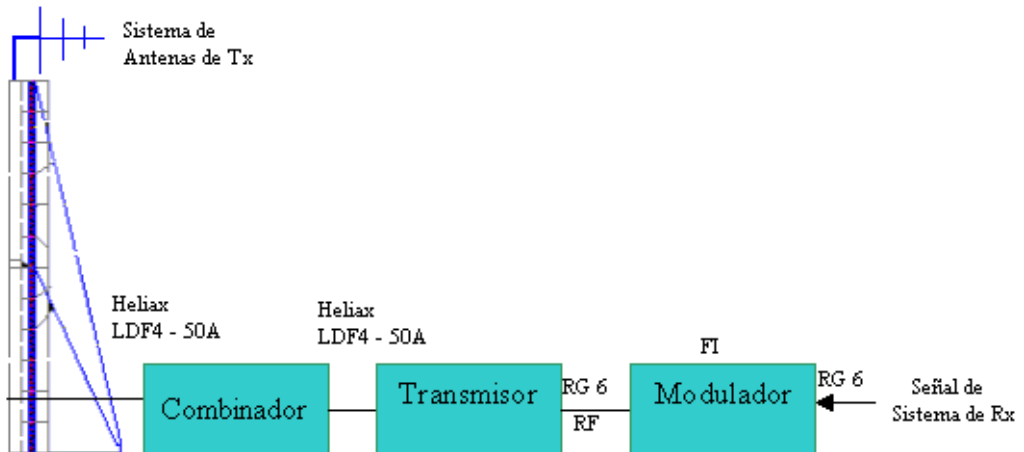 Sistema de
Antenas de Tx
Heliax
LDF4 - 50A
Heliax
LDF4 - 50A
Combinador
Transmisor
RG 6
RF
FI
Modulador
RG 6
Señal de
Sistema de Rx